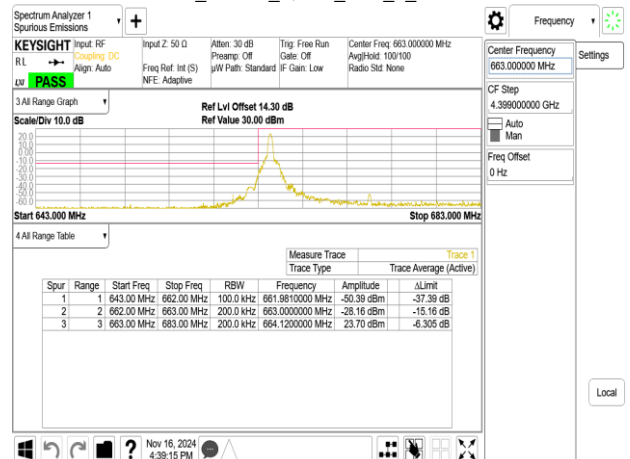 Spectrum Analyzer 1
Spurious Emissions
Frequency
KEYSIGHT
R L
LXI
PASS
Input: RF
Coupling: DC
Align: Auto
Input Z: 50 Ω
Freq Ref: Int (S)
NFE: Adaptive
Atten: 30 dB
Preamp: Off
µW Path: Standard
Trig: Free Run
Gate: Off
IF Gain: Low
Center Freq: 663.000000 MHz
Avg|Hold: 100/100
Radio Std: None
Center Frequency
663.000000 MHz
Settings
CF Step
4.399000000 GHz
Auto
Man
Freq Offset
0 Hz
3 All Range Graph
Scale/Div 10.0 dB
Ref Lvl Offset 14.30 dB
Ref Value 30.00 dBm
20.0
10.0
0.00
-10.0
-20.0
-30.0
-40.0
-50.0
-60.0
Start 643.000 MHz
Stop 683.000 MHz
4 All Range Table
Measure Trace Trace 1
Trace Type Trace Average (Active)
Spur Range Start Freq Stop Freq RBW Frequency Amplitude ΔLimit
1 1 643.00 MHz 662.00 MHz 100.0 kHz 661.9810000 MHz -50.39 dBm -37.39 dB
2 2 662.00 MHz 663.00 MHz 200.0 kHz 663.0000000 MHz -28.16 dBm -15.16 dB
3 3 663.00 MHz 683.00 MHz 200.0 kHz 664.1200000 MHz 23.70 dBm -6.305 dB
Local
Nov 16, 2024
4:39:15 PM